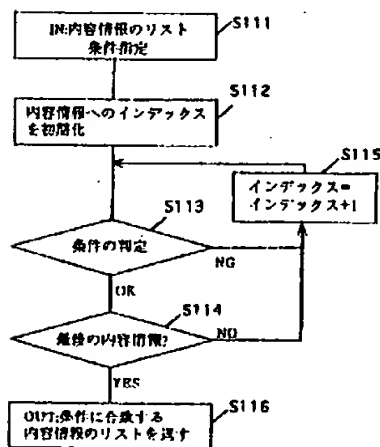 S111
IN:内容情報のリスト
条件指定
S112
内容情報へのインデックス
を初期化
S115
インデックス=
インデックス+1
S113
条件の判定
NG
OK
S114
最後の内容情報?
NO
YES
S116
OUT:条件に合致する
内容情報のリストを返す